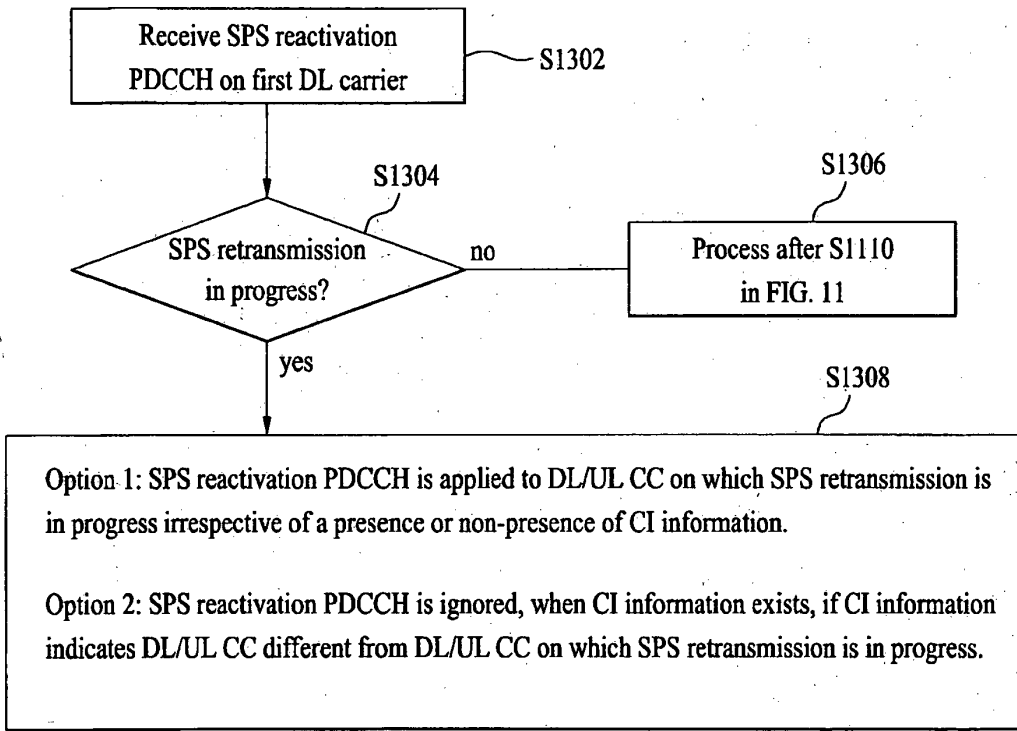 Receive SPS reactivation
PDCCH on first DL carrier
S1302
S1304
SPS retransmission
in progress?
no
S1306
Process after S1110
in FIG. 11
yes
S1308
Option 1: SPS reactivation PDCCH is applied to DL/UL CC on which SPS retransmission is
in progress irrespective of a presence or non-presence of CI information.
Option 2: SPS reactivation PDCCH is ignored, when CI information exists, if CI information
indicates DL/UL CC different from DL/UL CC on which SPS retransmission is in progress.